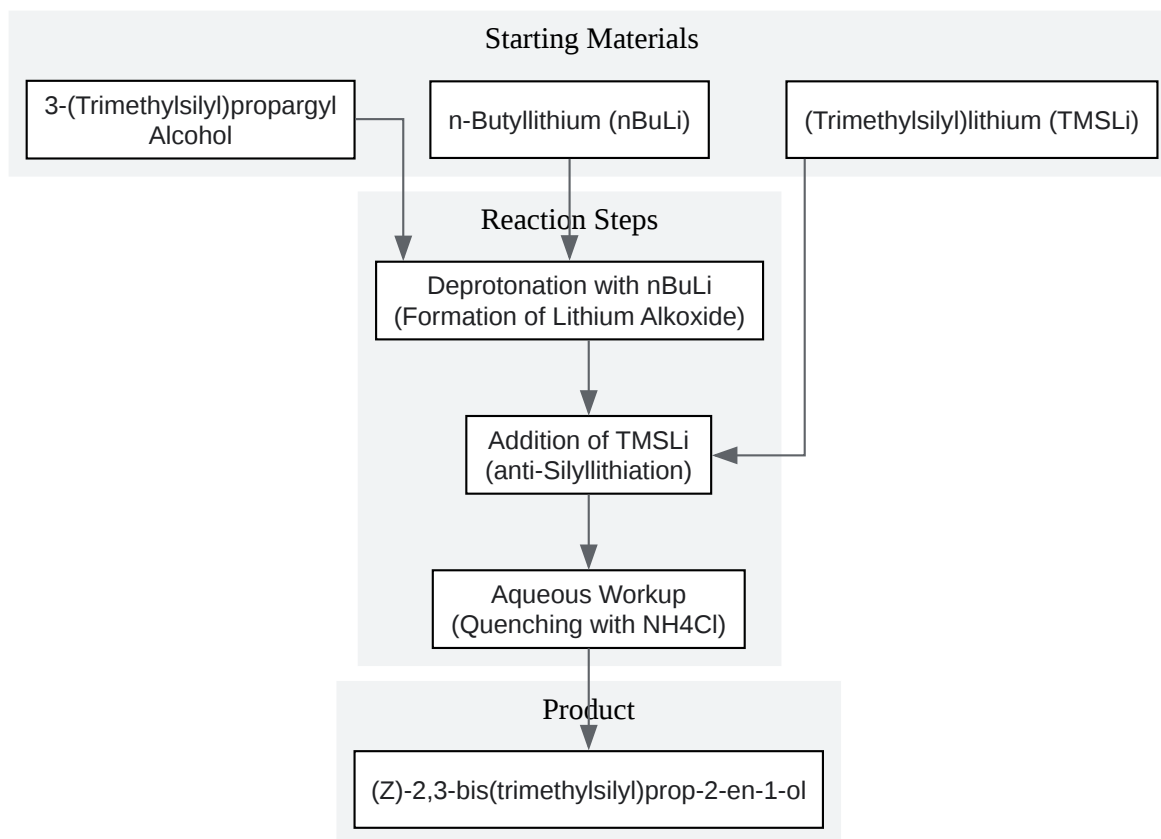 Starting Materials
3-(Trimethylsilyl)propargyl
Alcohol
n-Butyllithium (nBuLi)
(Trimethylsilyl)lithium (TMSLi)
Reaction Steps
Deprotonation with nBuLi
(Formation of Lithium Alkoxide)
Addition of TMSLi
(anti-Silyllithiation)
Aqueous Workup
(Quenching with NH4Cl)
Product
(Z)-2,3-bis(trimethylsilyl)prop-2-en-1-ol